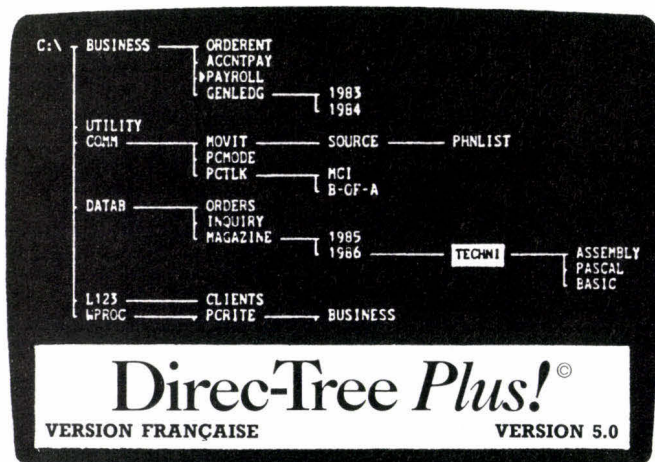 C:\ BUSINESS ORDERENT
ACCNTPAY
PAYROLL
GENLEDG 1983
1984
UTILITY
COMM MOVIT SOURCE PHNLIST
PCMODE
PCTLK MCI
B-OF-A
DATAB ORDERS
INQUIRY
MAGAZINE 1985
1986 TECHNI ASSEMBLY
PASCAL
BASIC
L123 CLIENTS
WPROC PCRITE BUSINESS
Direc-Tree Plus!©
VERSION FRANÇAISE VERSION 5.0